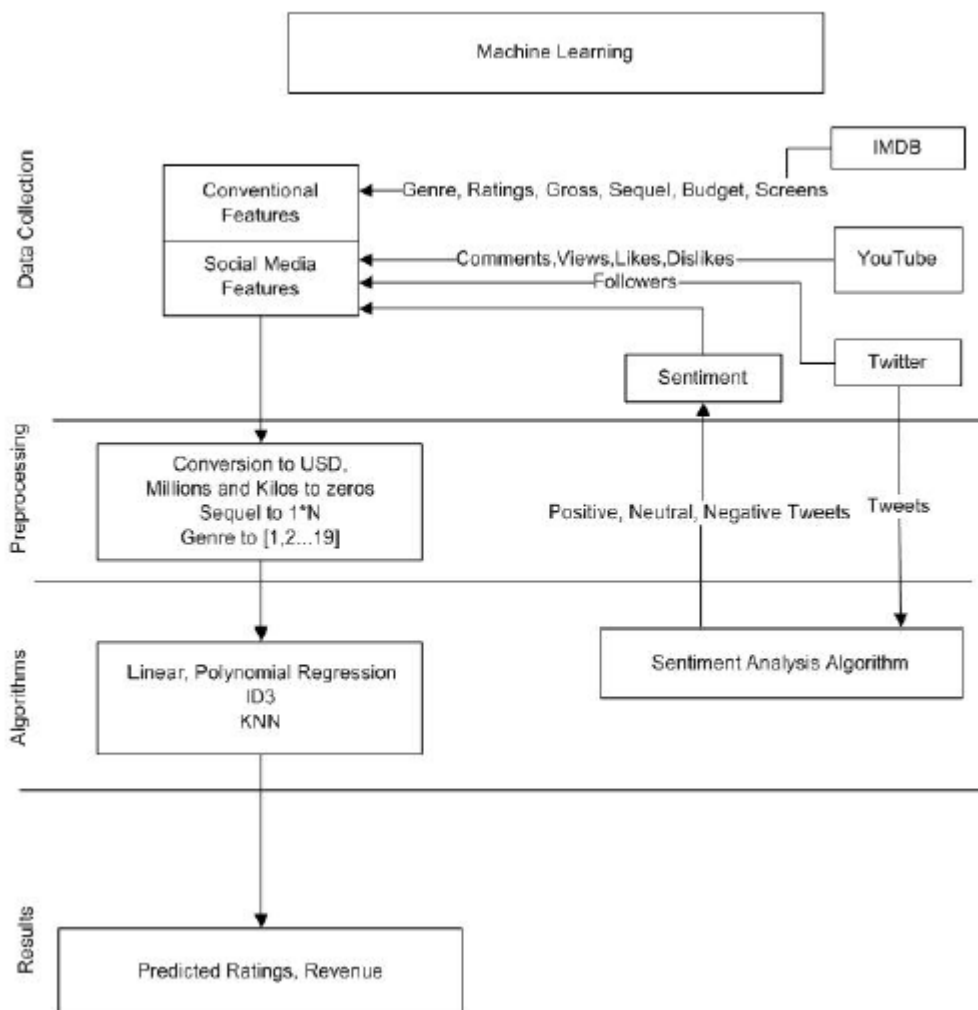 Machine Learning
Data Collection
IMDB
Conventional
Features
Genre, Ratings, Gross, Sequel, Budget, Screens
Social Media
Features
Comments,Views,Likes,Dislikes
YouTube
Followers
Sentiment
Twitter
Preprocessing
Conversion to USD,
Millions and Kilos to zeros
Sequel to 1*N
Genre to [1,2...19]
Positive, Neutral, Negative Tweets
Tweets
Algorithms
Linear, Polynomial Regression
ID3
KNN
Sentiment Analysis Algorithm
Results
Predicted Ratings, Revenue